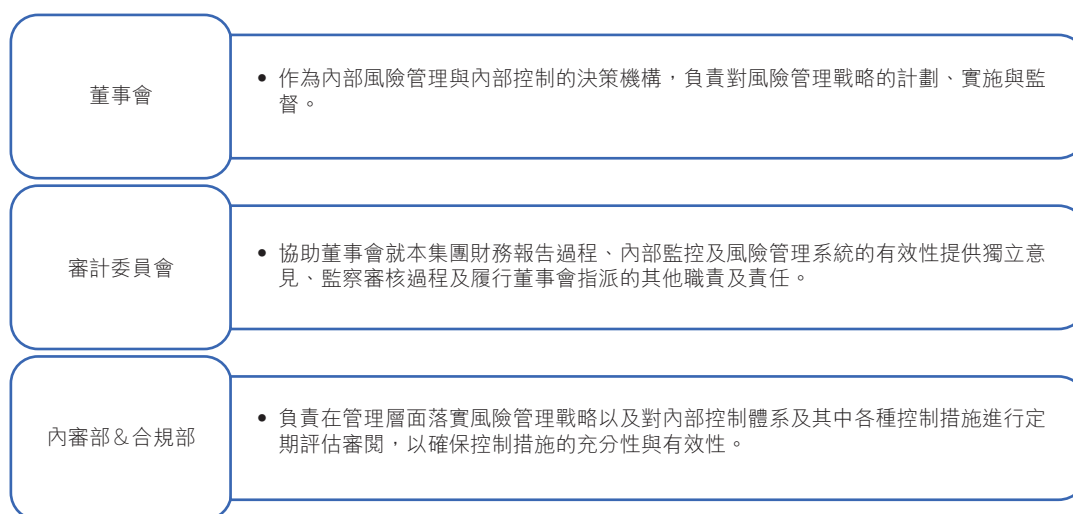 董事會
• 作為內部風險管理與內部控制的決策機構，負責對風險管理戰略的計劃、實施與監
督。
審計委員會
• 協助董事會就本集團財務報告過程、內部監控及風險管理系統的有效性提供獨立意
見、監察審核過程及履行董事會指派的其他職責及責任。
內審部＆合規部
• 負責在管理層面落實風險管理戰略以及對內部控制體系及其中各種控制措施進行定
期評估審閱，以確保控制措施的充分性與有效性。